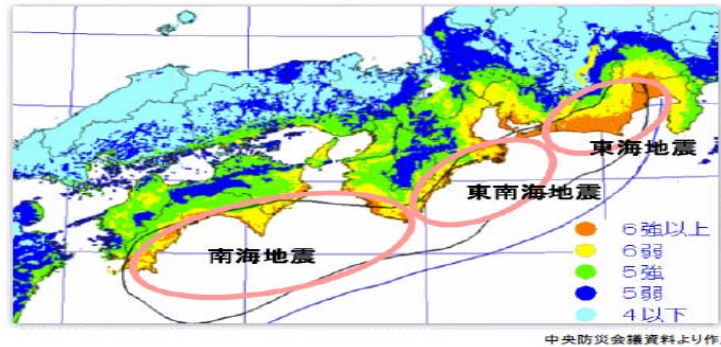 東海地震
東南海地震
南海地震
6強以上
6弱
5強
5弱
4以下
中央防災会議資料より作